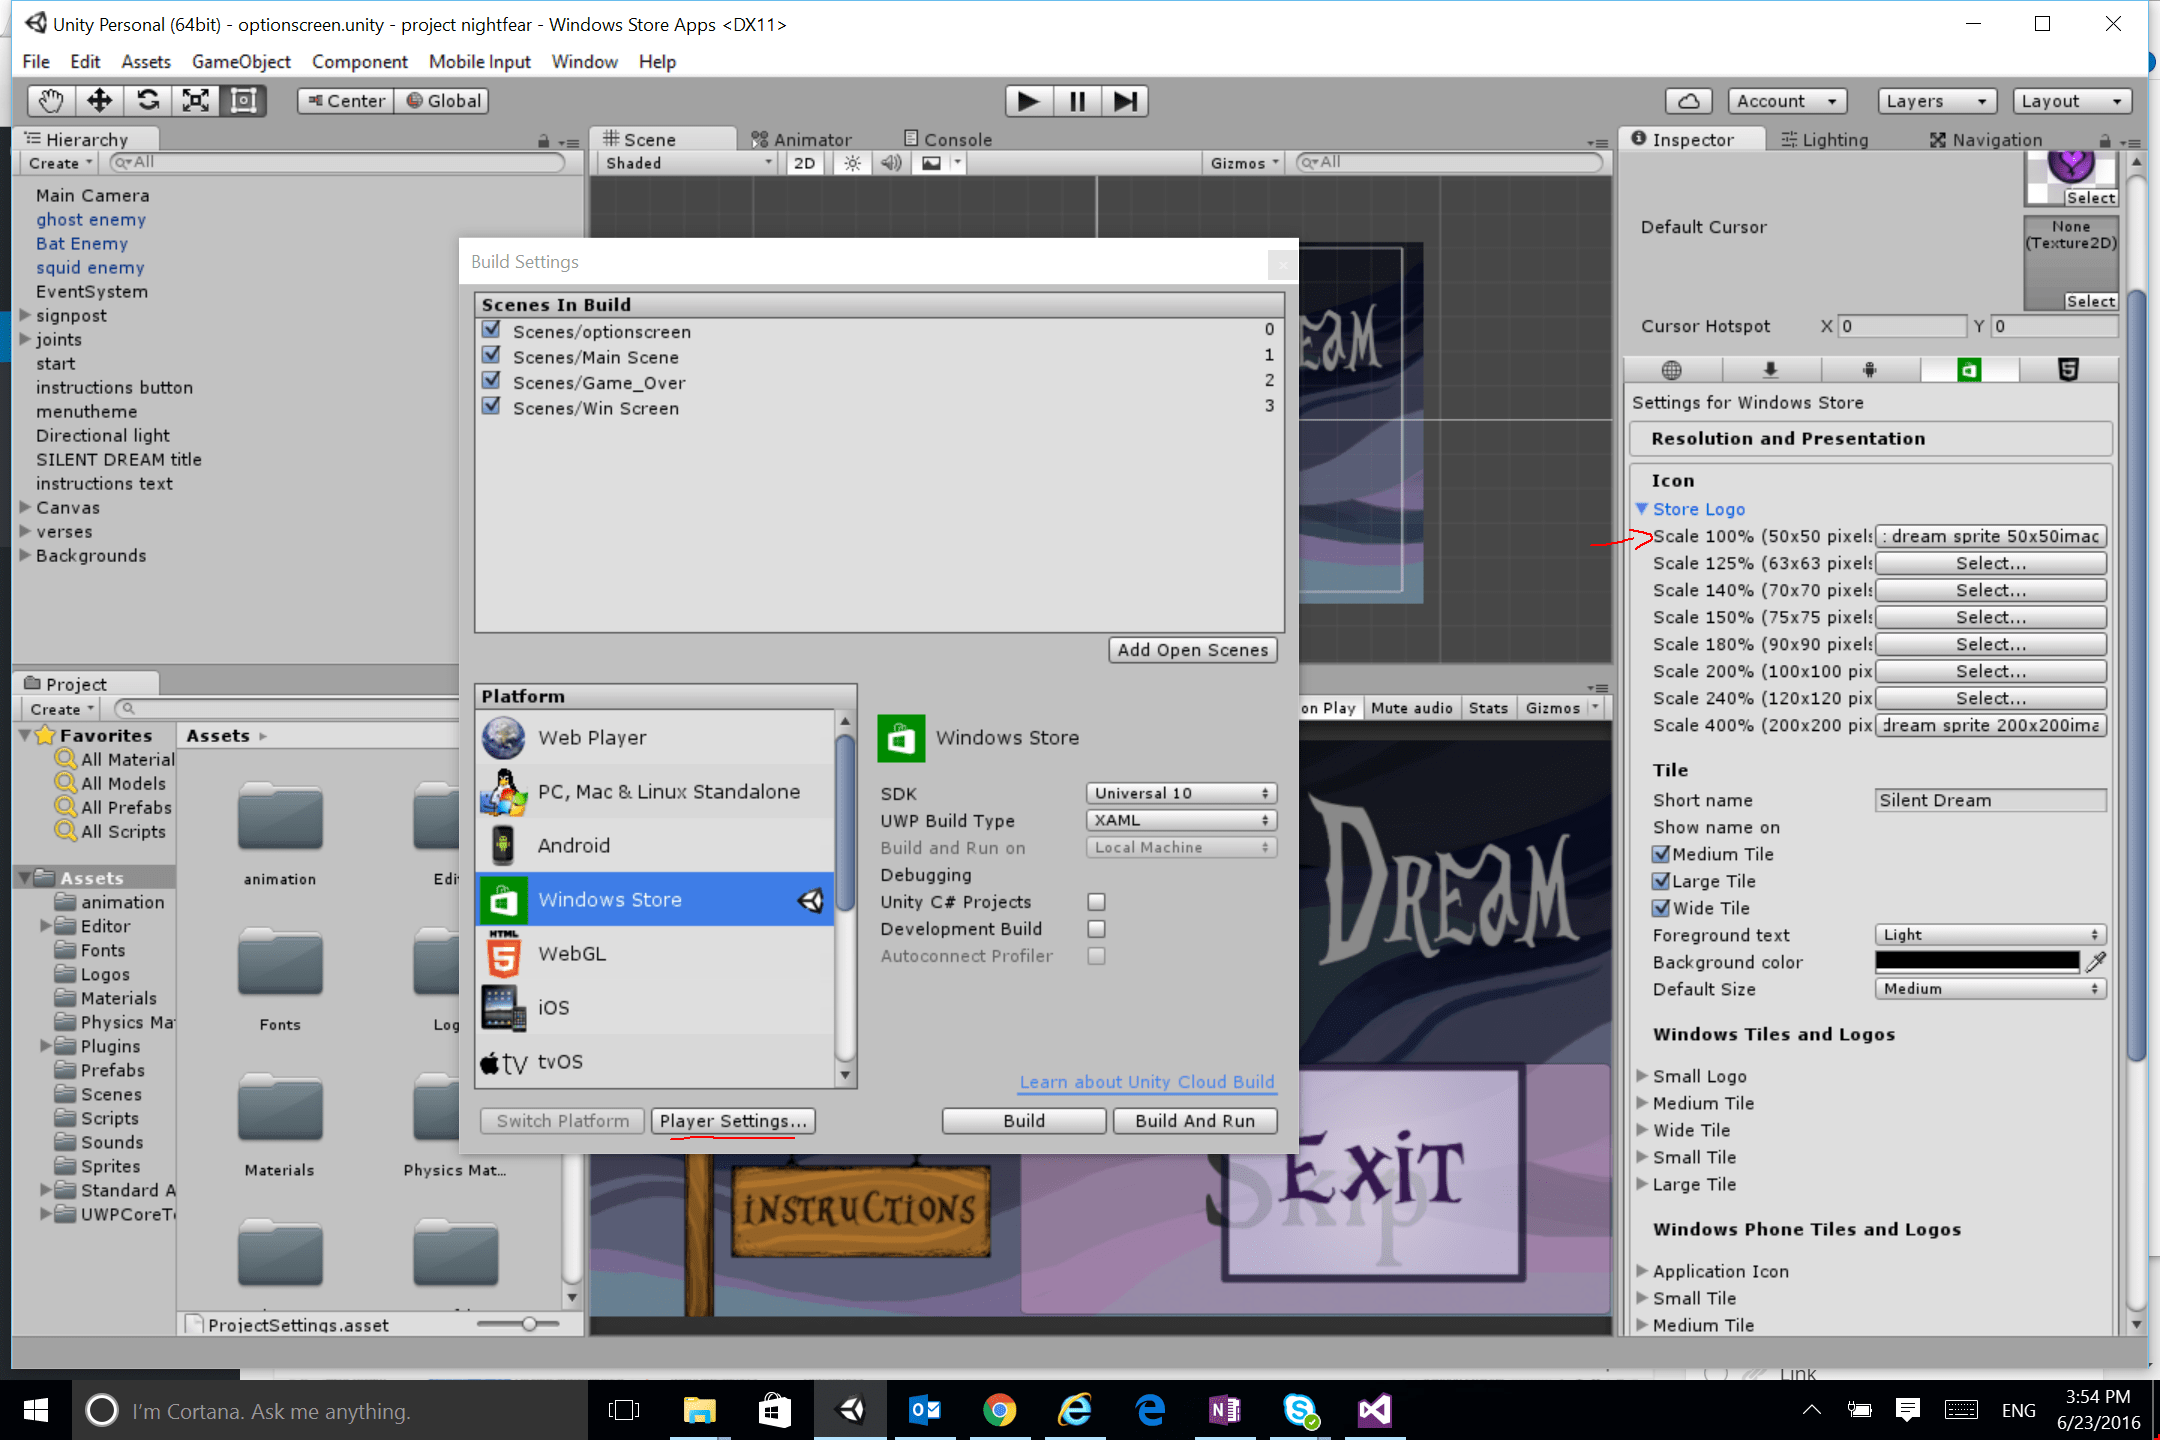 Unity Personal (64bit) - optionscreen.unity - project nightfear - Windows Store Apps <DX11>
File Edit Assets GameObject Component Mobile Input Window Help
Center Global Account Layers Layout
Hierarchy
Create All
Main Camera
ghost enemy
Bat Enemy
squid enemy
EventSystem
signpost
joints
start
instructions button
menutheme
Directional light
SILENT DREAM title
instructions text
Canvas
verses
Backgrounds
Scene Animator Console
Shaded 2D Gizmos All
Build Settings
Scenes In Build
Scenes/optionscreen 0
Scenes/Main Scene 1
Scenes/Game_Over 2
Scenes/Win Screen 3
Add Open Scenes
Platform
Web Player
PC, Mac & Linux Standalone
Android
Windows Store
HTML
5
WebGL
iOS
tv tvOS
Windows Store
SDK Universal 10
UWP Build Type XAML
Build and Run on Local Machine
Debugging
Unity C# Projects
Development Build
Autoconnect Profiler
Learn about Unity Cloud Build
Switch Platform Player Settings... Build Build And Run
on Play Mute audio Stats Gizmos
DREAM
INSTRUCTIONS
EXIT
Skip
Project
Create
Favorites
All Material
All Models
All Prefabs
All Scripts
Assets
animation
Editor
Fonts
Logos
Materials
Physics Ma
Plugins
Prefabs
Scenes
Scripts
Sounds
Sprites
Standard A
UWPCoreT
Assets
animation Edi
Fonts Log
Materials Physics Mat...
ProjectSettings.asset
Inspector Lighting Navigation
Select
Default Cursor
None
(Texture2D)
Select
Cursor Hotspot X 0 Y 0
Settings for Windows Store
Resolution and Presentation
Icon
Store Logo
Scale 100% (50x50 pixels : dream sprite 50x50imac
Scale 125% (63x63 pixels Select...
Scale 140% (70x70 pixels Select...
Scale 150% (75x75 pixels Select...
Scale 180% (90x90 pixels Select...
Scale 200% (100x100 pix Select...
Scale 240% (120x120 pix Select...
Scale 400% (200x200 pix dream sprite 200x200ima
Tile
Short name Silent Dream
Show name on
Medium Tile
Large Tile
Wide Tile
Foreground text Light
Background color
Default Size Medium
Windows Tiles and Logos
Small Logo
Medium Tile
Wide Tile
Small Tile
Large Tile
Windows Phone Tiles and Logos
Application Icon
Small Tile
Medium Tile
Link
I'm Cortana. Ask me anything.
ENG
3:54 PM
6/23/2016